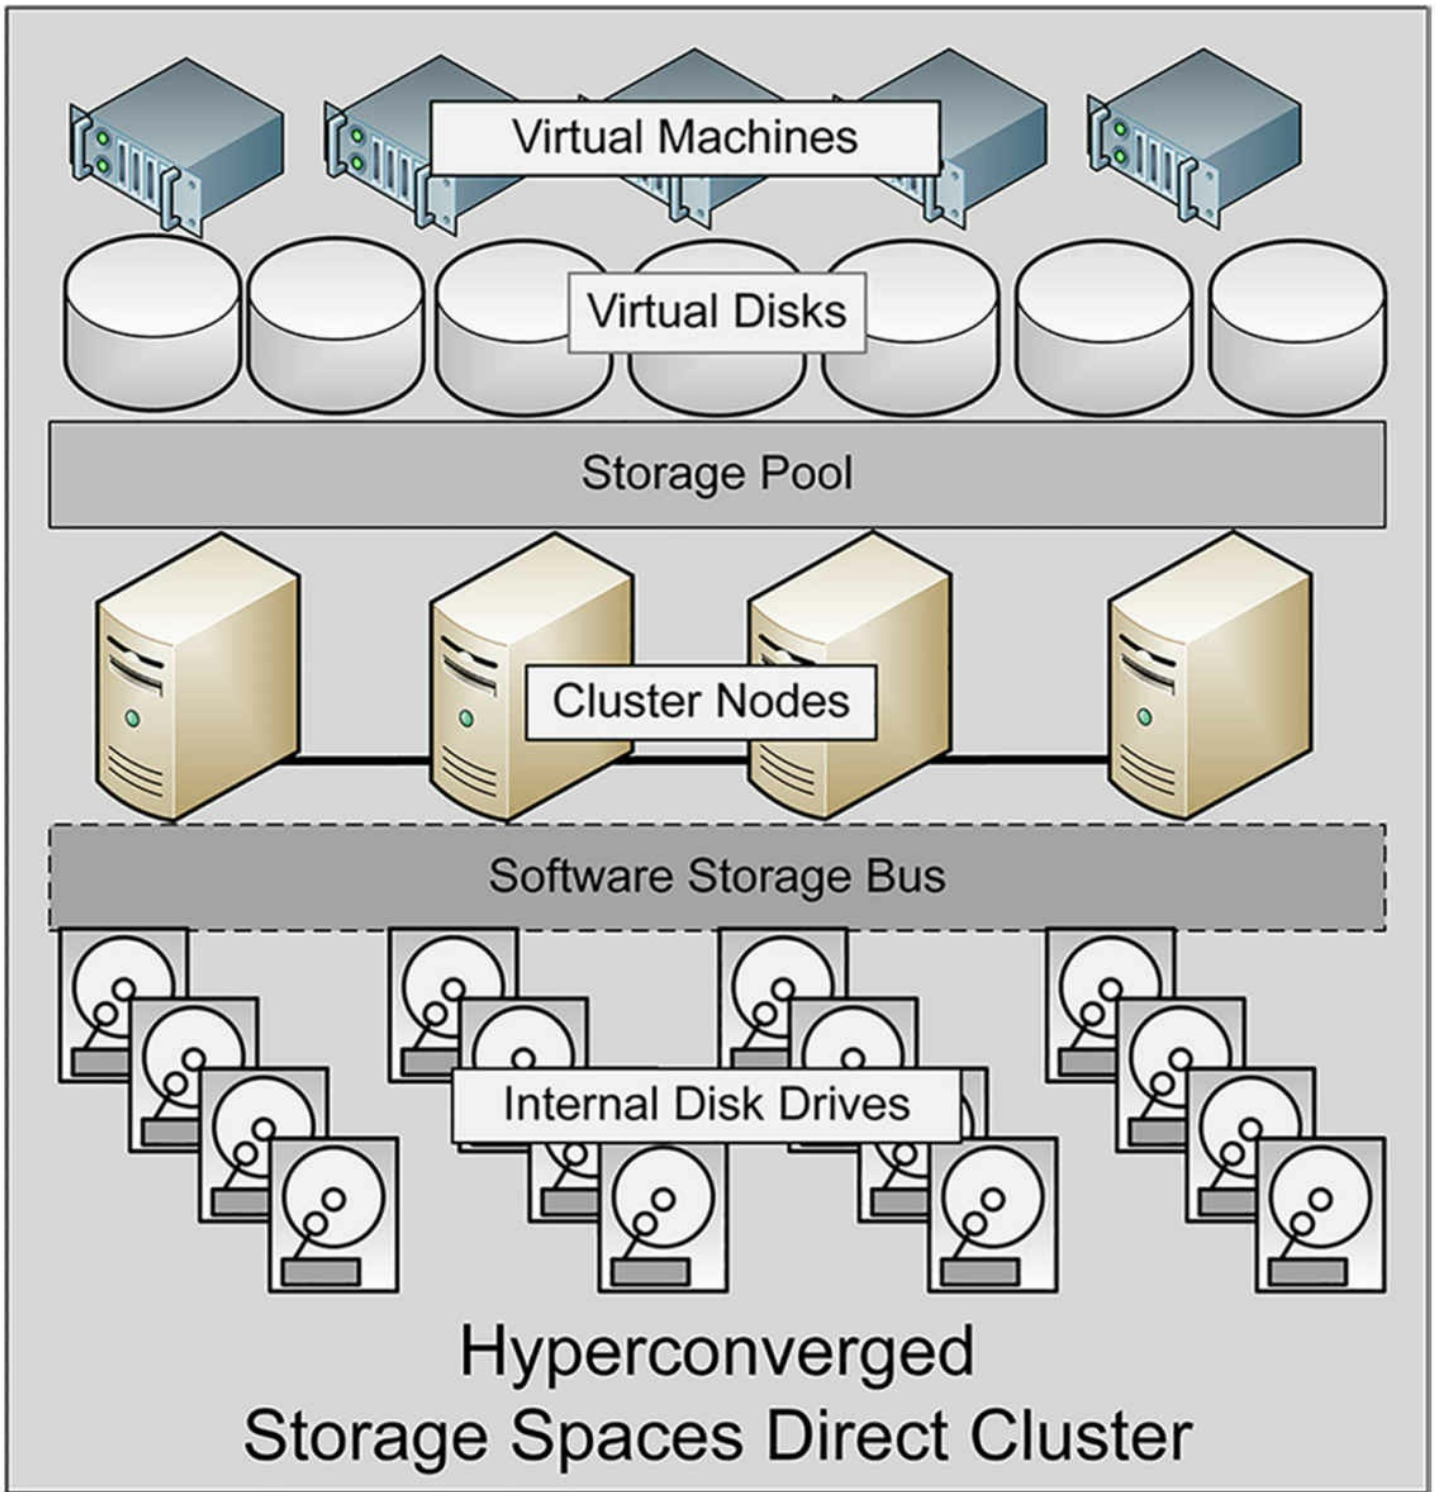 Virtual Machines
Virtual Disks
Storage Pool
Cluster Nodes
Software Storage Bus
Internal Disk Drives
Hyperconverged
Storage Spaces Direct Cluster